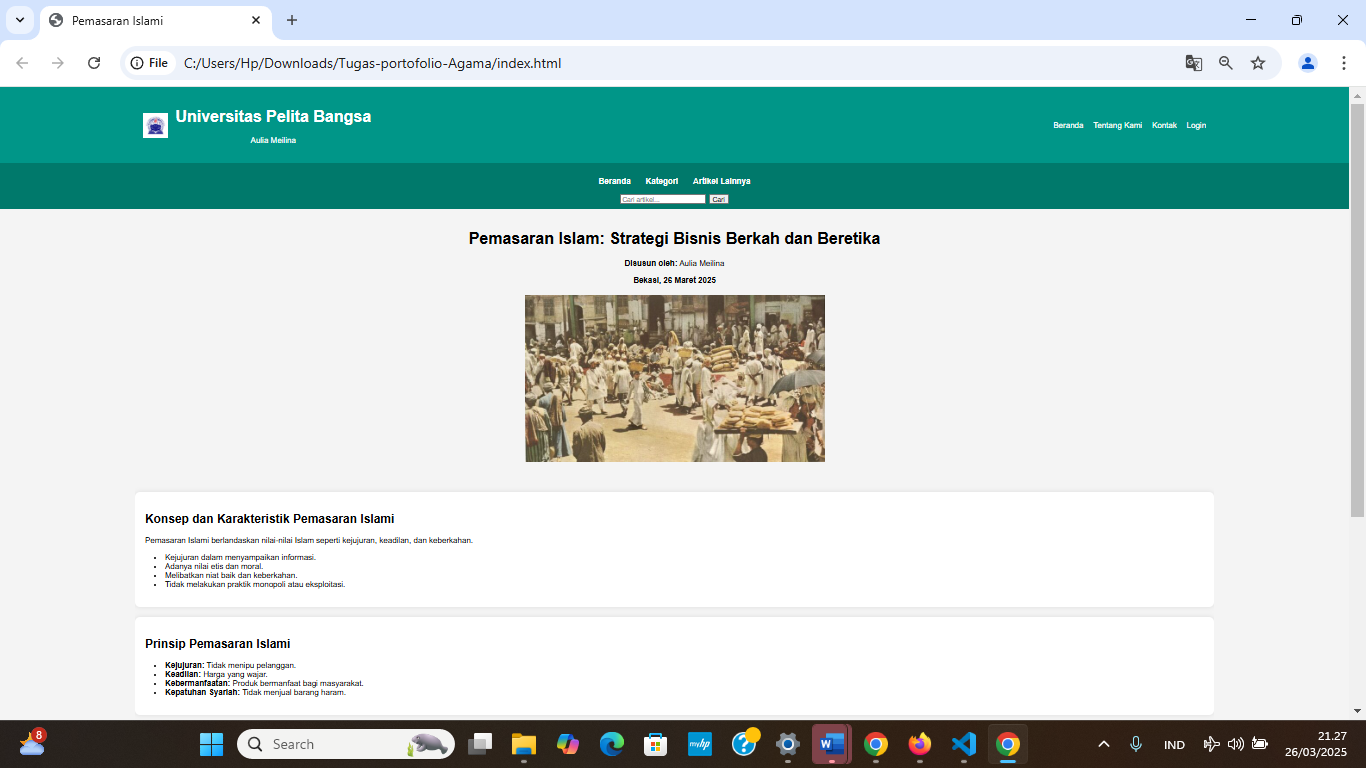 Pemasaran Islami
File C:/Users/Hp/Downloads/Tugas-portofolio-Agama/index.html
Universitas Pelita Bangsa
Aulia Meilina
Beranda Tentang Kami Kontak Login
Beranda Kategori Artikel Lainnya
Cari artikel... Cari
Pemasaran Islam: Strategi Bisnis Berkah dan Beretika
Disusun oleh: Aulia Meilina
Bekasi, 26 Maret 2025
Konsep dan Karakteristik Pemasaran Islami
Pemasaran Islami berlandaskan nilai-nilai Islam seperti kejujuran, keadilan, dan keberkahan.
• Kejujuran dalam menyampaikan informasi.
• Adanya nilai etis dan moral.
• Melibatkan niat baik dan keberkahan.
• Tidak melakukan praktik monopoli atau eksploitasi.
Prinsip Pemasaran Islami
• Kejujuran: Tidak menipu pelanggan.
• Keadilan: Harga yang wajar.
• Kebermanfaatan: Produk bermanfaat bagi masyarakat.
• Kepatuhan Syariah: Tidak menjual barang haram.
8
Search
myhp
W
IND
21.27
26/03/2025